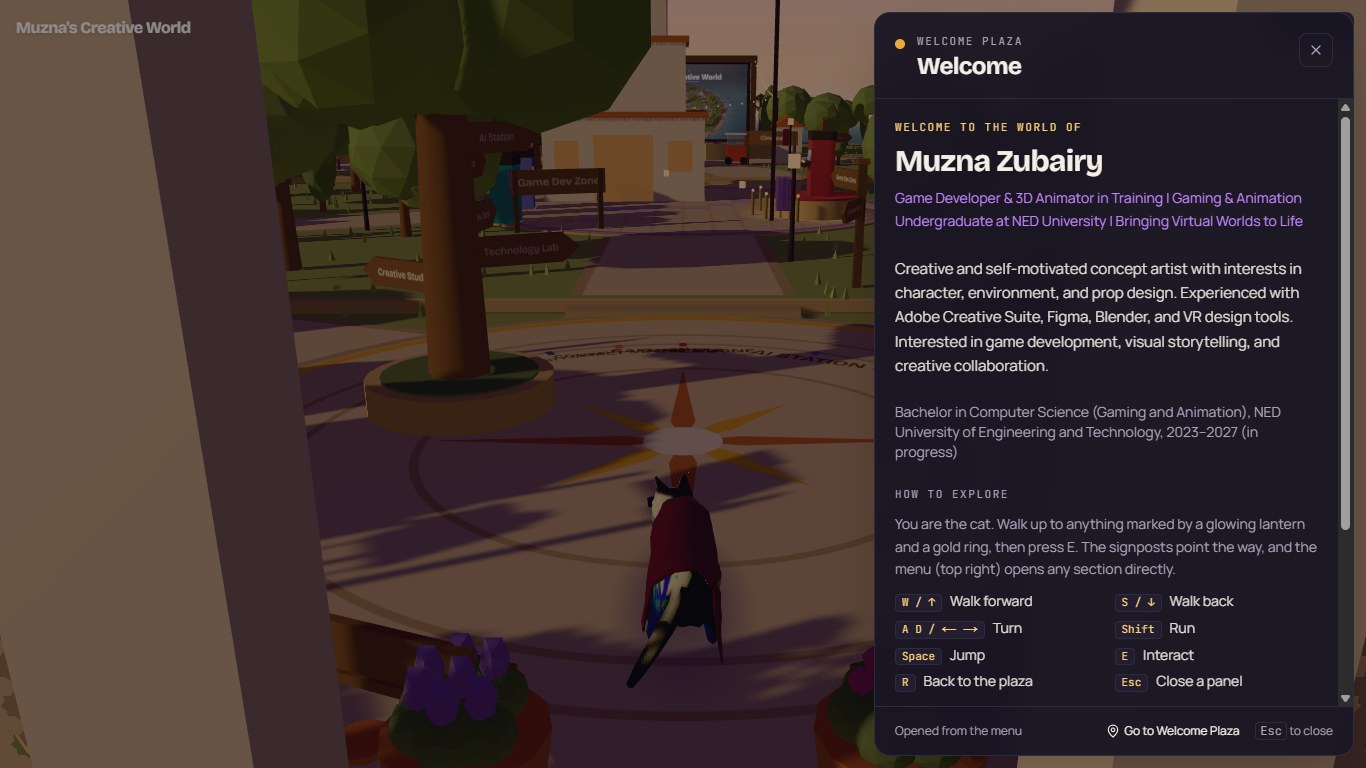 Muzna's Creative World
tive World
AI Station
Game Dev Zone
Technology Lab
Creative Stud
AI STATION
WELCOME PLAZA
Welcome
WELCOME TO THE WORLD OF
Muzna Zubairy
Game Developer & 3D Animator in Training | Gaming & Animation
Undergraduate at NED University | Bringing Virtual Worlds to Life
Creative and self-motivated concept artist with interests in
character, environment, and prop design. Experienced with
Adobe Creative Suite, Figma, Blender, and VR design tools.
Interested in game development, visual storytelling, and
creative collaboration.
Bachelor in Computer Science (Gaming and Animation), NED
University of Engineering and Technology, 2023–2027 (in
progress)
HOW TO EXPLORE
You are the cat. Walk up to anything marked by a glowing lantern
and a gold ring, then press E. The signposts point the way, and the
menu (top right) opens any section directly.
W / ↑ Walk forward
S / ↓ Walk back
A D / ← → Turn
Shift Run
Space Jump
E Interact
R Back to the plaza
Esc Close a panel
Opened from the menu
Go to Welcome Plaza
Esc to close